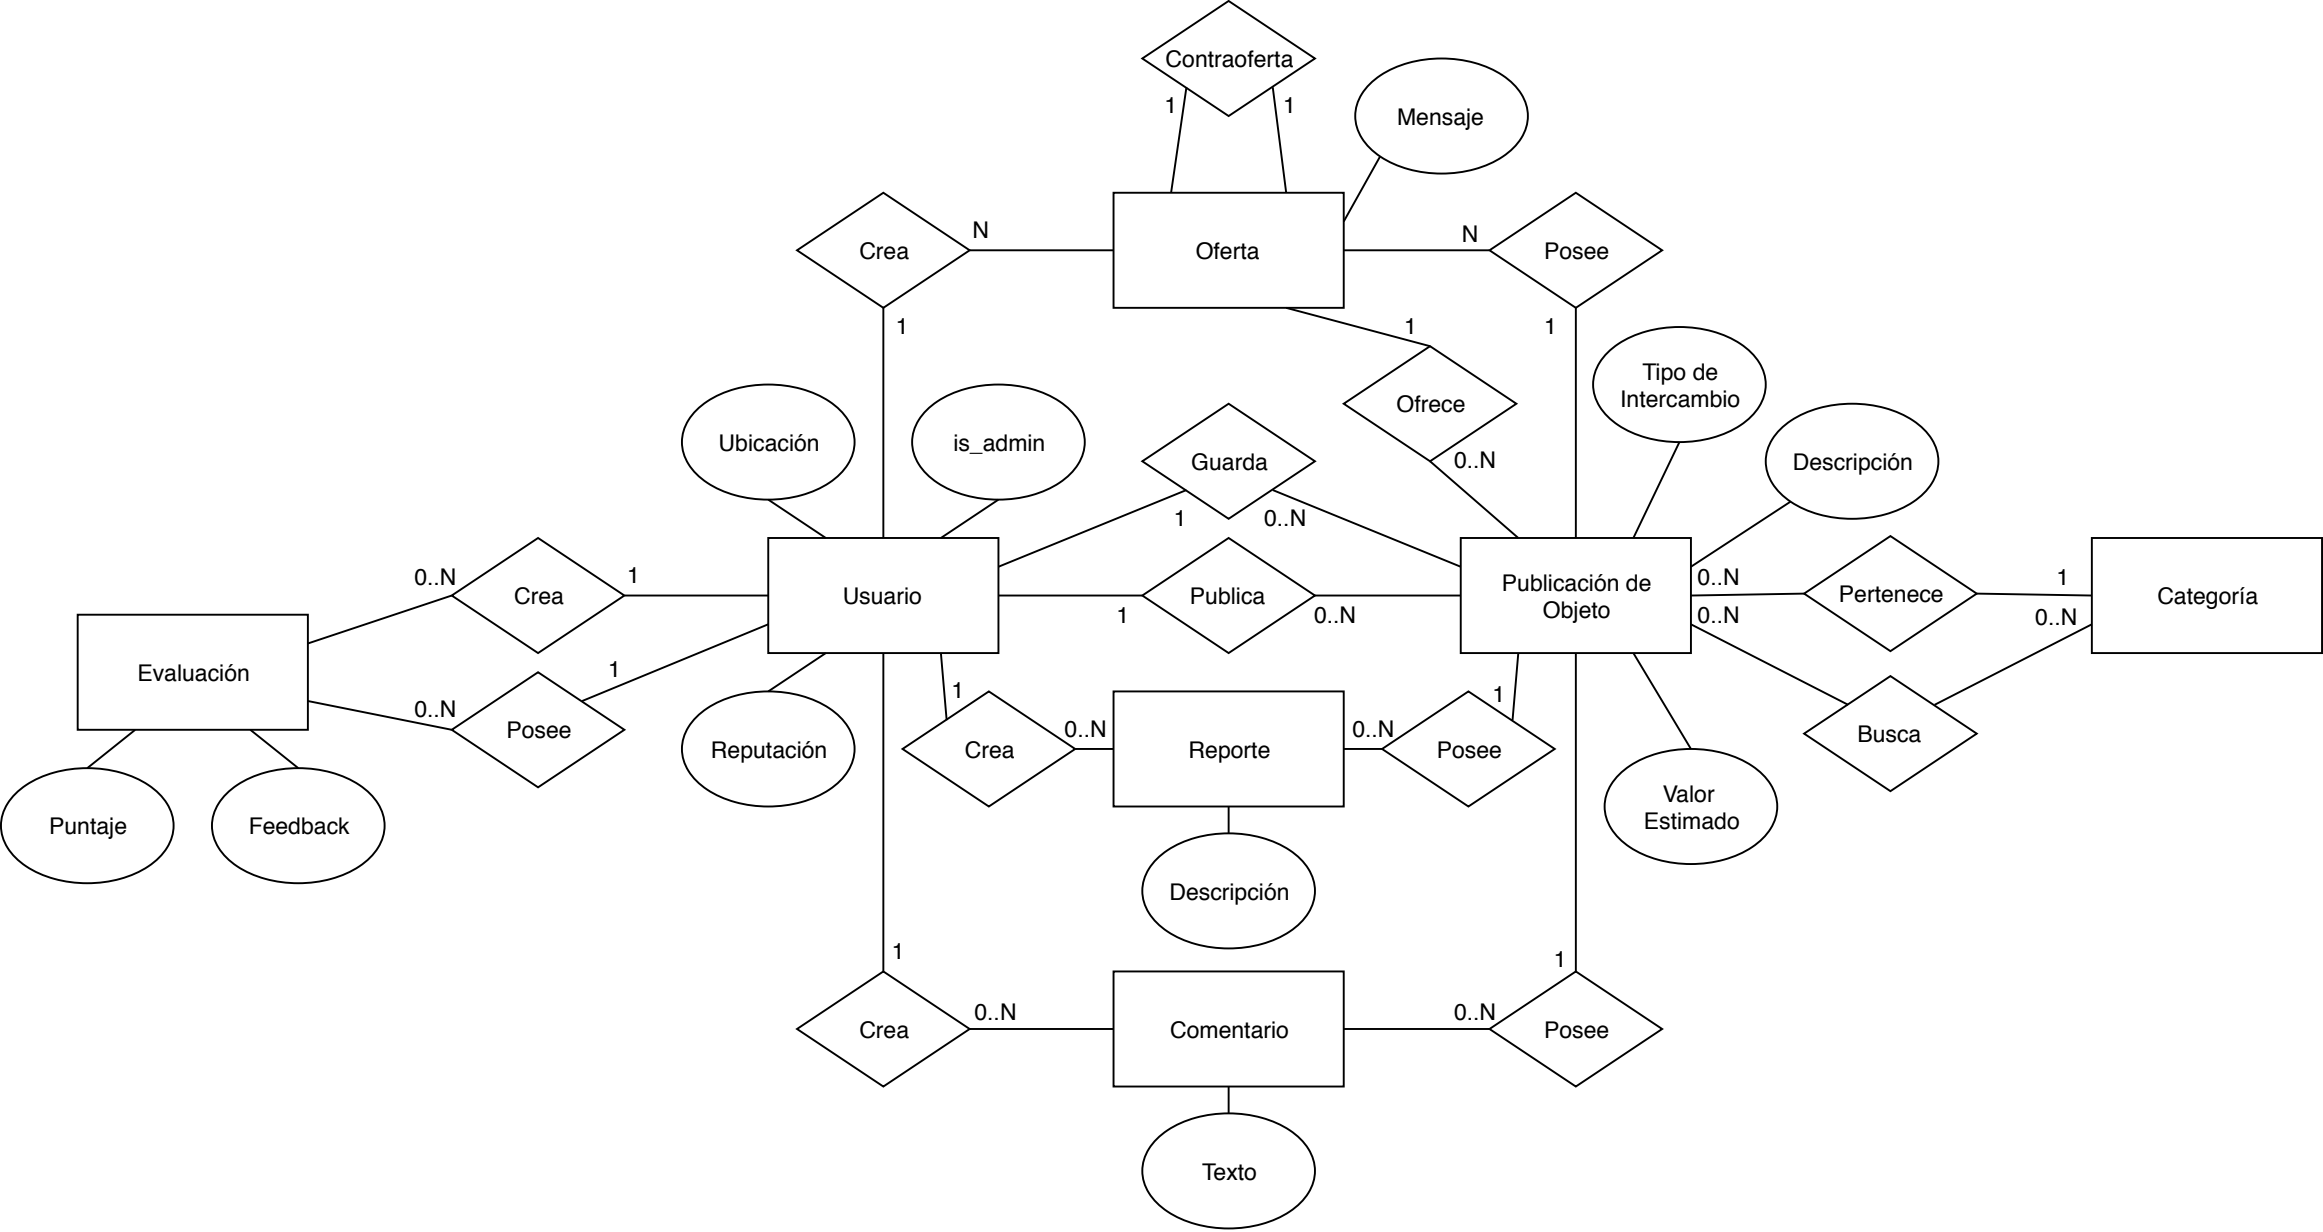 Contraoferta
1
1
Mensaje
Crea
N
Oferta
N
Posee
1
1
1
Tipo de
Intercambio
Ofrece
Ubicación
is_admin
Guarda
0..N
Descripción
1
0..N
0..N
Crea
1
Usuario
1
Publica
0..N
Publicación de
Objeto
0..N
0..N
Pertenece
1
0..N
Categoría
Evaluación
0..N
Posee
1
Reputación
1
Crea
0..N
Reporte
0..N
Posee
1
Busca
Valor
Estimado
Puntaje
Feedback
Descripción
1
1
Crea
0..N
Comentario
0..N
Posee
Texto